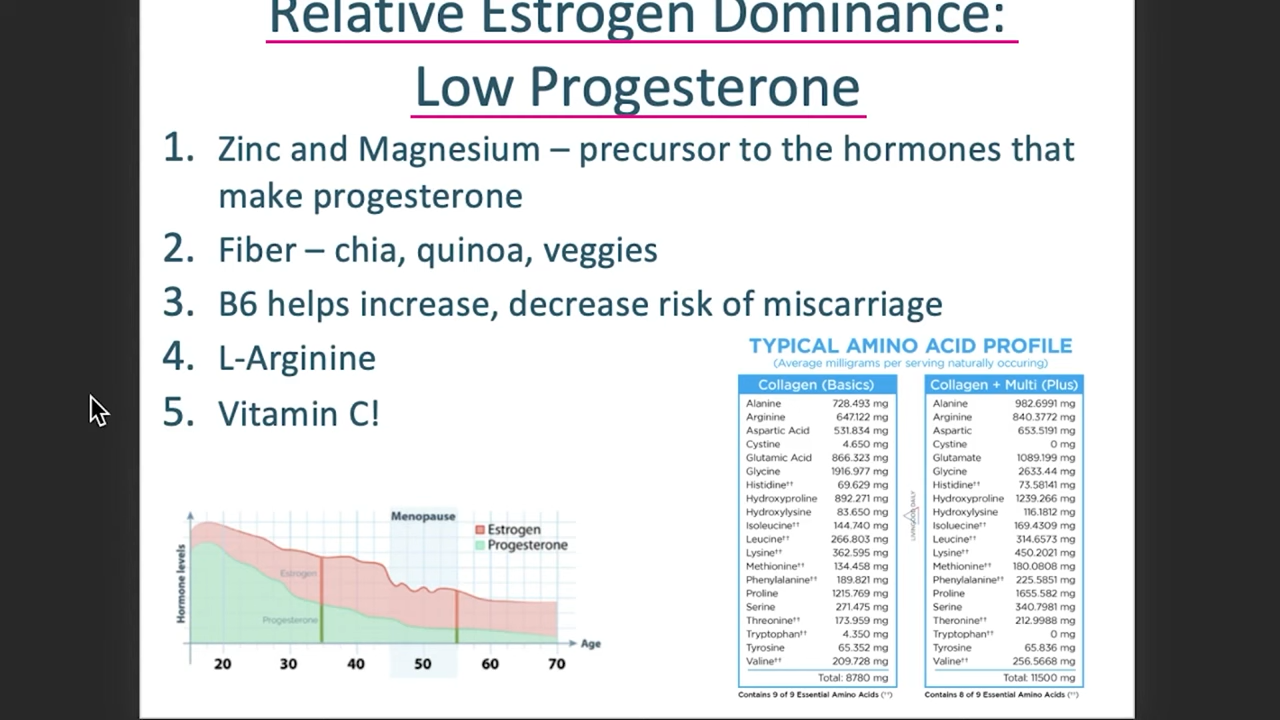 Relative Estrogen Dominance:
Low Progesterone
1. Zinc and Magnesium – precursor to the hormones that
make progesterone
2. Fiber – chia, quinoa, veggies
3. B6 helps increase, decrease risk of miscarriage
4. L-Arginine
5. Vitamin C!
Menopause
Estrogen
Progesterone
Estrogen
Progesterone
Hormone levels
Age
20 30 40 50 60 70
TYPICAL AMINO ACID PROFILE
(Average milligrams per serving naturally occuring)
Collagen (Basics)
Alanine 728.493 mg
Arginine 647.122 mg
Aspartic Acid 531.834 mg
Cystine 4.650 mg
Glutamic Acid 866.323 mg
Glycine 1916.977 mg
Histidine†† 69.629 mg
Hydroxyproline 892.271 mg
Hydroxylysine 83.650 mg
Isoleucine†† 144.740 mg
Leucine†† 266.803 mg
Lysine†† 362.595 mg
Methionine†† 134.458 mg
Phenylalanine†† 189.821 mg
Proline 1215.769 mg
Serine 271.475 mg
Threonine†† 173.959 mg
Tryptophan†† 4.350 mg
Tyrosine 65.352 mg
Valine†† 209.728 mg
Total: 8780 mg
Contains 9 of 9 Essential Amino Acids (††)
LIVINGOOD DAILY
Collagen + Multi (Plus)
Alanine 982.6991 mg
Arginine 840.3772 mg
Aspartic 653.5191 mg
Cystine 0 mg
Glutamate 1089.199 mg
Glycine 2633.44 mg
Histidine†† 73.58141 mg
Hydroxyproline 1239.266 mg
Hydroxylysine 116.1812 mg
Isoluecine†† 169.4309 mg
Leucine†† 314.6573 mg
Lysine†† 450.2021 mg
Methionine†† 180.0808 mg
Phenylalanine†† 225.5851 mg
Proline 1655.582 mg
Serine 340.7981 mg
Theronine†† 212.9988 mg
Tryptophan†† 0 mg
Tyrosine 65.836 mg
Valine†† 256.5668 mg
Total: 11500 mg
Contains 8 of 9 Essential Amino Acids (††)